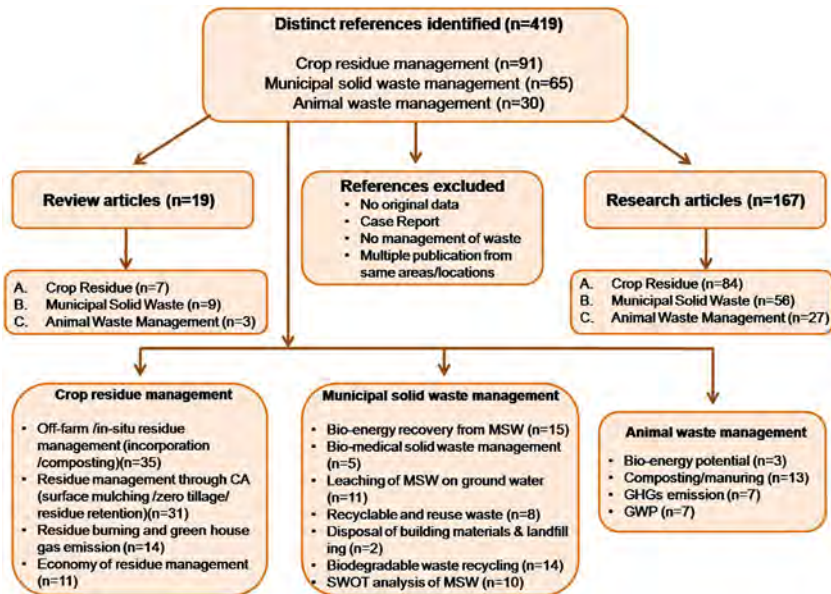 Distinct references identified (n=419)
Crop residue management (n=91)
Municipal solid waste management (n=65)
Animal waste management (n=30)
Review articles (n=19)
References excluded
• No original data
• Case Report
• No management of waste
• Multiple publication from
same areas/locations
Research articles (n=167)
A. Crop Residue (n=7)
B. Municipal Solid Waste (n=9)
C. Animal Waste Management (n=3)
A. Crop Residue (n=84)
B. Municipal Solid Waste (n=56)
C. Animal Waste Management (n=27)
Crop residue management
• Off-farm /in-situ residue
management (incorporation
/composting)(n=35)
• Residue management through CA
(surface mulching /zero tillage/
residue retention)(n=31)
• Residue burning and green house
gas emission (n=14)
• Economy of residue management
(n=11)
Municipal solid waste management
• Bio-energy recovery from MSW (n=15)
• Bio-medical solid waste management
(n=5)
• Leaching of MSW on ground water
(n=11)
• Recyclable and reuse waste (n=8)
• Disposal of building materials & landfill
ing (n=2)
• Biodegradable waste recycling (n=14)
• SWOT analysis of MSW (n=10)
Animal waste management
• Bio-energy potential (n=3)
• Composting/manuring (n=13)
• GHGs emission (n=7)
• GWP (n=7)